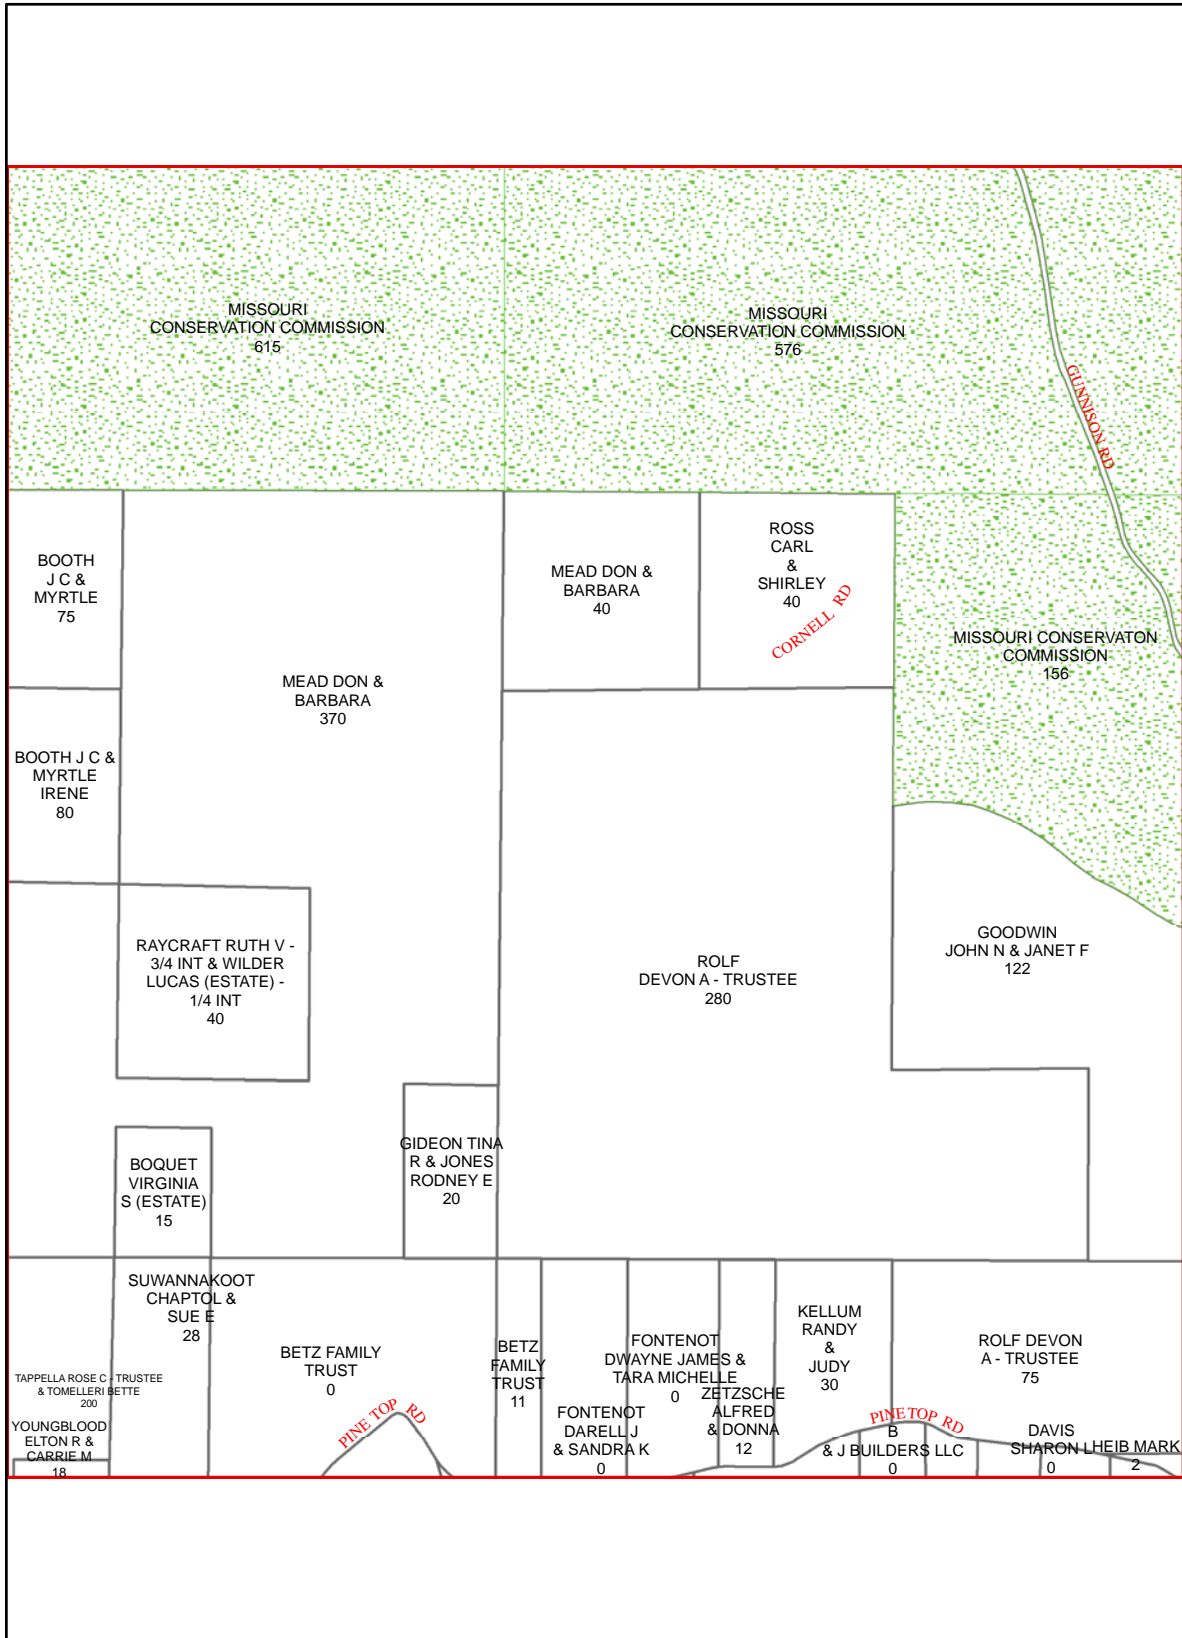 MISSOURI
CONSERVATION COMMISSION
615
MISSOURI
CONSERVATION COMMISSION
576
GUNNISON RD
BOOTH
J C &
MYRTLE
75
MEAD DON &
BARBARA
40
ROSS
CARL
&
SHIRLEY
40
CORNELL RD
MISSOURI CONSERVATON
COMMISSION
156
MEAD DON &
BARBARA
370
BOOTH J C &
MYRTLE
IRENE
80
RAYCRAFT RUTH V -
3/4 INT & WILDER
LUCAS (ESTATE) -
1/4 INT
40
ROLF
DEVON A - TRUSTEE
280
GOODWIN
JOHN N & JANET F
122
GIDEON TINA
R & JONES
RODNEY E
20
BOQUET
VIRGINIA
S (ESTATE)
15
SUWANNAKOOT
CHAPTOL &
SUE E
28
BETZ FAMILY
TRUST
0
BETZ
FAMILY
TRUST
11
FONTENOT
DWAYNE JAMES &
TARA MICHELLE
0
KELLUM
RANDY
&
JUDY
30
ROLF DEVON
A - TRUSTEE
75
TAPPELLA ROSE C - TRUSTEE
& TOMELLERI BETTE
200
YOUNGBLOOD
ELTON R &
CARRIE M
18
PINE TOP RD
FONTENOT
DARELL J
& SANDRA K
0
ZETZSCHE
ALFRED
& DONNA
12
PINE TOP RD
B
& J BUILDERS LLC
0
DAVIS
SHARON L
0
HEIB MARK
2